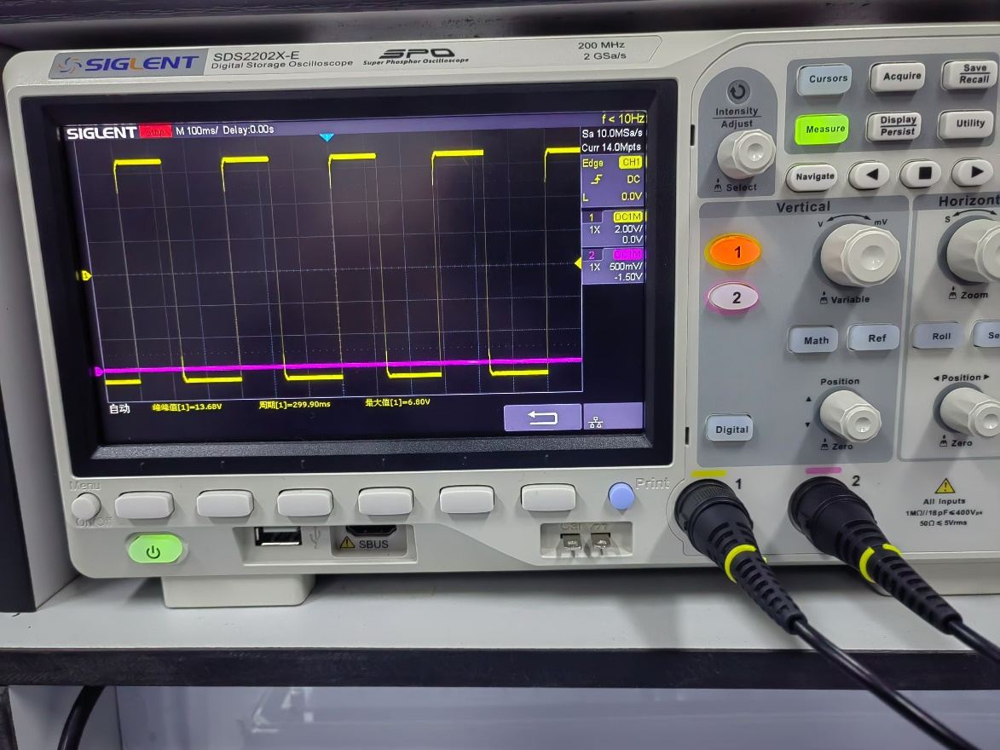 SIGLENT
SDS2202X-E
Digital Storage Oscilloscope
SPO
Super Phosphor Oscilloscope
200 MHz
2 GSa/s
SIGLENT Stop M 100ms/ Delay:0.00s
f < 10Hz
Sa 10.0MSa/s
Curr 14.0Mpts
Edge CH1
DC
L 0.0V
1 DC1M
1X 2.00V/
0.0V
2 DC1M
1X 500mV/
-1.50V
1
自动
峰峰值[1]=13.68V
周期[1]=299.90ms
最大值[1]=6.80V
Intensity
Adjust
Select
Cursors
Acquire
Save
Recall
Measure
Display
Persist
Utility
Navigate
Vertical
Horizont
V
mV
S
1
Variable
Zoom
2
Math
Ref
Roll
Se
Position
Position
Zero
Zero
Digital
Menu
On/Off
Print
SBUS
Cal
1
2
All Inputs
1MΩ//18pF≤400Vpk
50Ω≤5Vrms